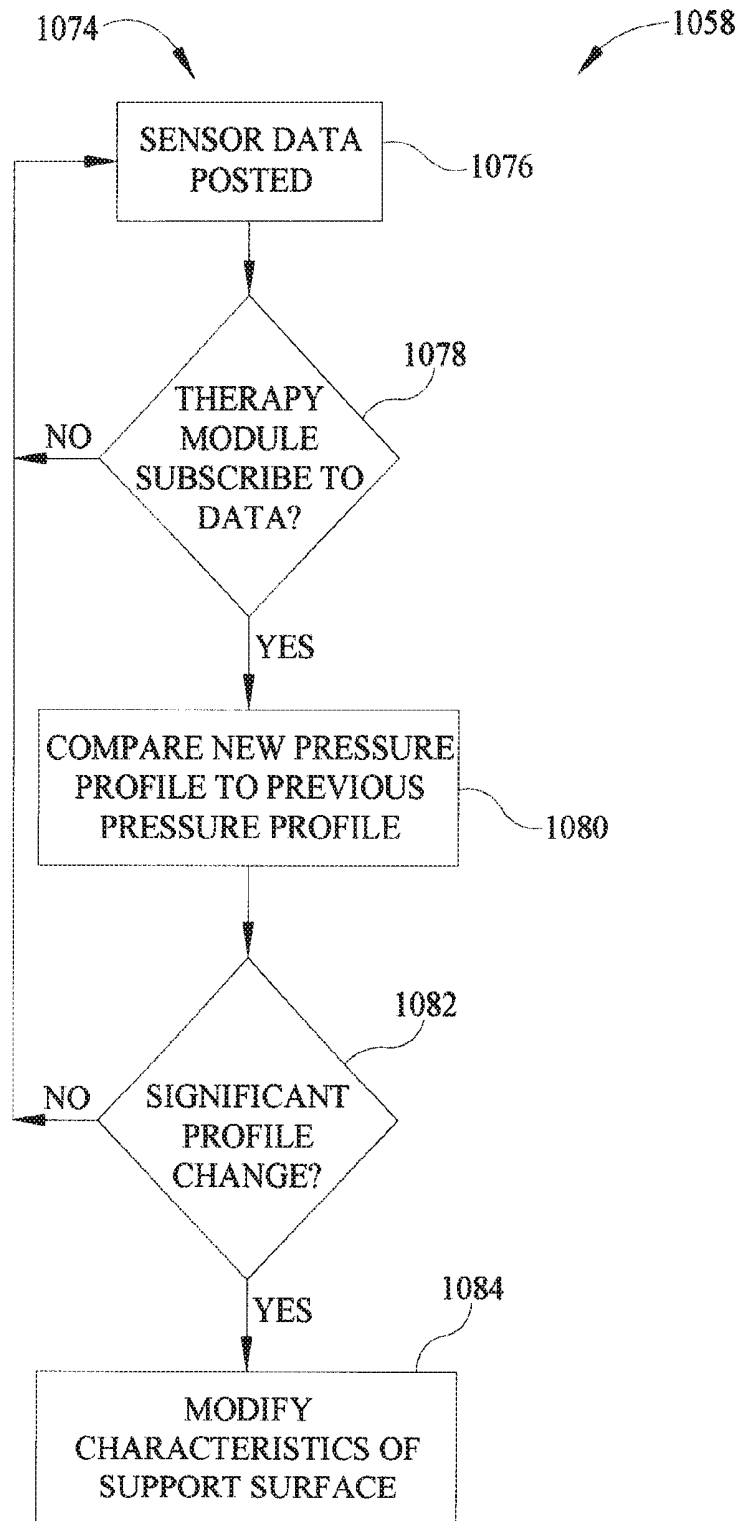 1074
1058
SENSOR DATA
POSTED
1076
1078
THERAPY
MODULE
SUBSCRIBE TO
DATA?
NO
YES
COMPARE NEW PRESSURE
PROFILE TO PREVIOUS
PRESSURE PROFILE
1080
1082
SIGNIFICANT
PROFILE
CHANGE?
NO
YES
1084
MODIFY
CHARACTERISTICS OF
SUPPORT SURFACE